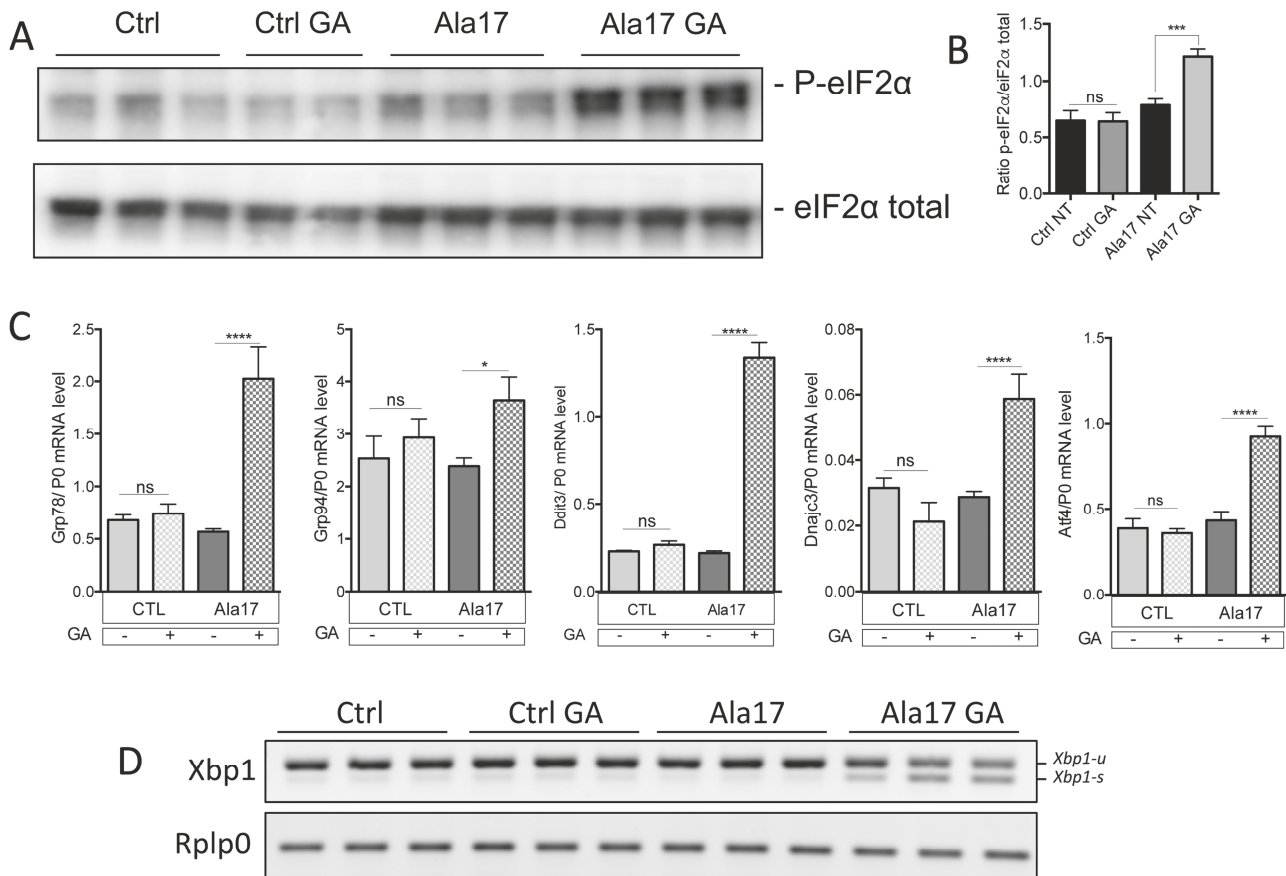 A
Ctrl Ctrl GA Ala17 Ala17 GA
- P-eIF2α
- eIF2α total
B
Ratio p-eIF2α/eiF2α total
1.5
1.0
0.5
0.0
ns
***
Ctrl NT
Ctrl GA
Ala17 NT
Ala17 GA
C
Grp78/ P0 mRNA level
2.5
2.0
1.5
1.0
0.5
0.0
ns
****
CTL Ala17
GA - + - +
Grp94/P0 mRNA level
5
4
3
2
1
0
ns
*
CTL Ala17
GA - + - +
Ddit3/ P0 mRNA level
1.5
1.0
0.5
0.0
ns
****
CTL Ala17
GA - + - +
Dnajc3/P0 mRNA level
0.08
0.06
0.04
0.02
0.00
ns
****
CTL Ala17
GA - + - +
Atf4/P0 mRNA level
1.5
1.0
0.5
0.0
ns
****
CTL Ala17
GA - + - +
D
Ctrl Ctrl GA Ala17 Ala17 GA
Xbp1
Xbp1-u
Xbp1-s
Rplp0